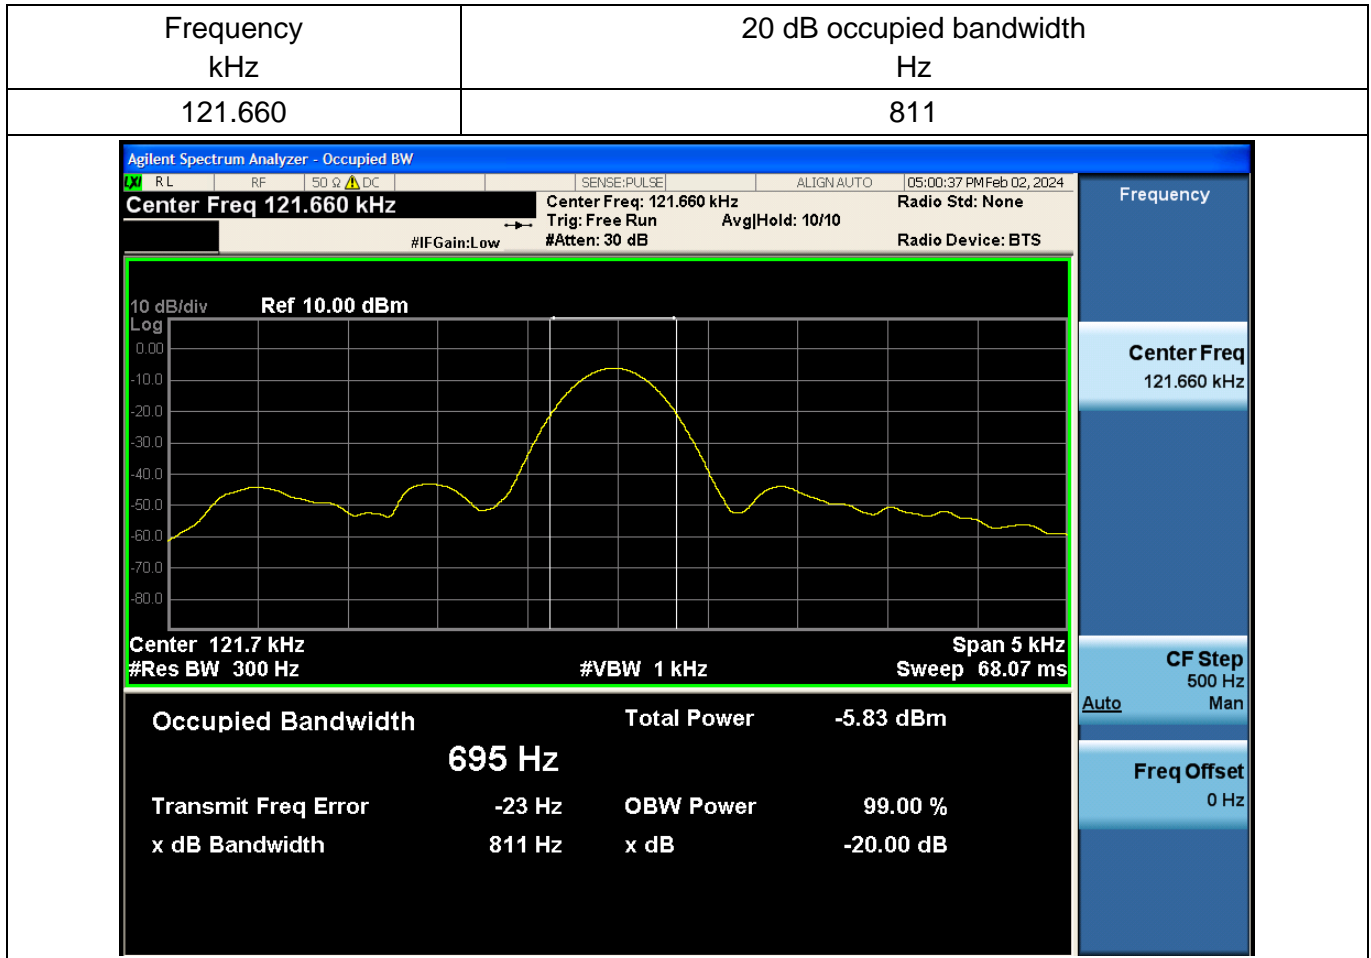 Frequency
kHz
20 dB occupied bandwidth
Hz
121.660
811
Agilent Spectrum Analyzer - Occupied BW
LXI RL RF 50 Ω DC SENSE:PULSE ALIGN AUTO 05:00:37 PM Feb 02, 2024
Center Freq 121.660 kHz
Center Freq: 121.660 kHz
Radio Std: None
Trig: Free Run
Avg|Hold: 10/10
#IFGain:Low
#Atten: 30 dB
Radio Device: BTS
10 dB/div
Ref 10.00 dBm
Log
0.00
-10.0
-20.0
-30.0
-40.0
-50.0
-60.0
-70.0
-80.0
Center 121.7 kHz
Span 5 kHz
#Res BW 300 Hz
#VBW 1 kHz
Sweep 68.07 ms
Occupied Bandwidth
695 Hz
Total Power -5.83 dBm
Transmit Freq Error -23 Hz
OBW Power 99.00 %
x dB Bandwidth 811 Hz
x dB -20.00 dB
Frequency
Center Freq
121.660 kHz
CF Step
500 Hz
Auto Man
Freq Offset
0 Hz